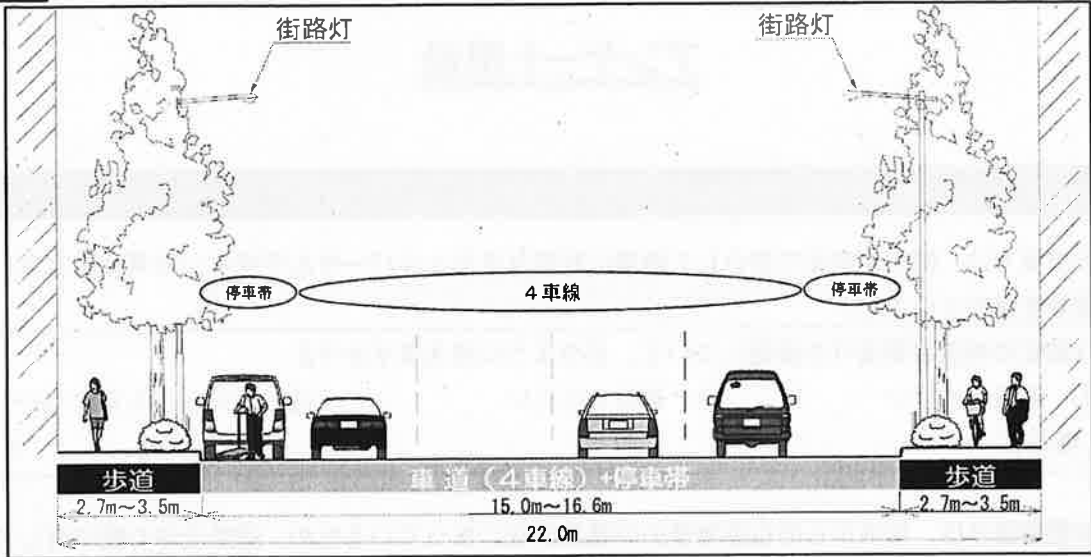 街路灯
街路灯
停車帯
4車線
停車帯
歩道
車道(4車線)+停車帯
歩道
2.7m～3.5m
15.0m～16.6m
2.7m～3.5m
22.0m